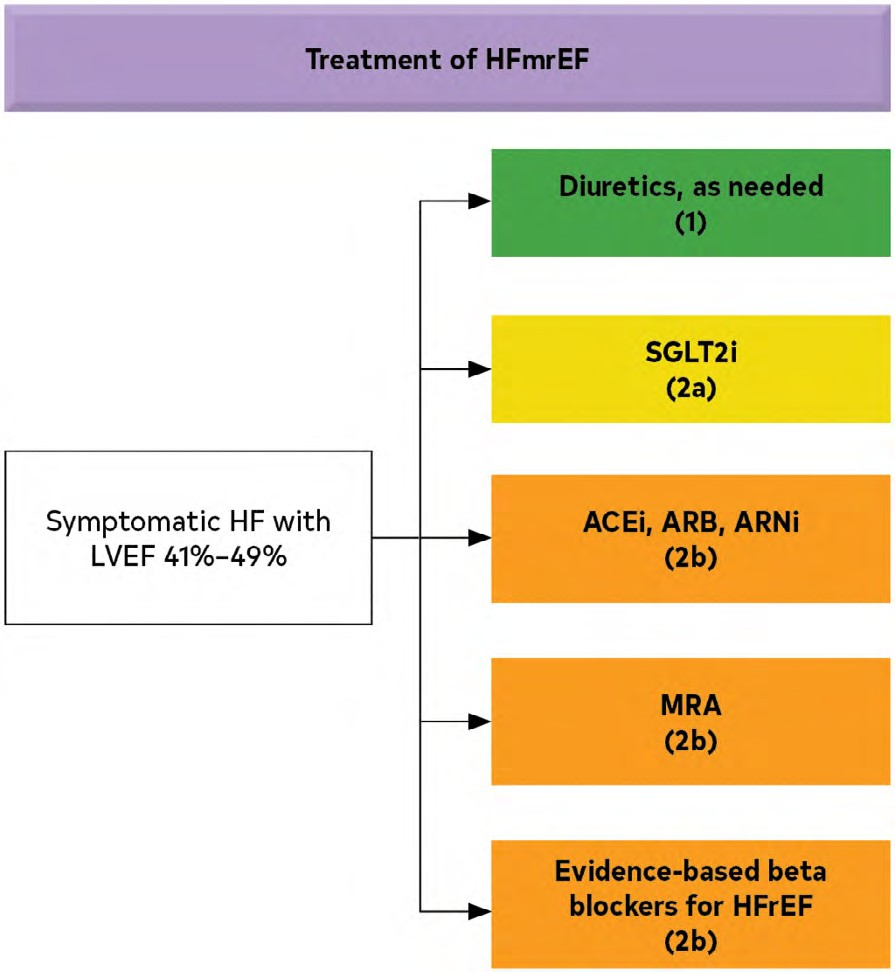 Treatment of HFmrEF
Diuretics, as needed
(1)
SGLT2i
(2a)
Symptomatic HF with
LVEF 41%–49%
ACEi, ARB, ARNi
(2b)
MRA
(2b)
Evidence-based beta
blockers for HFrEF
(2b)